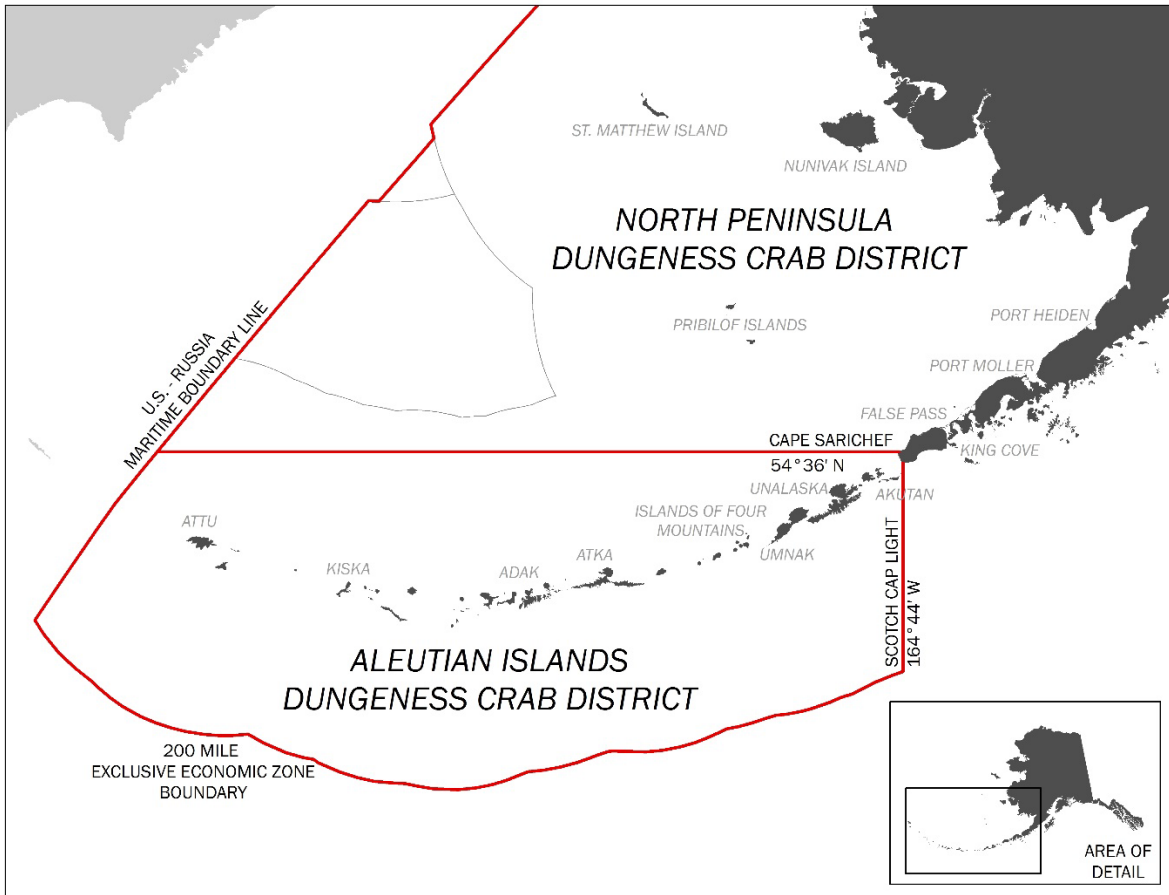 ST. MATTHEW ISLAND
NUNIVAK ISLAND
NORTH PENINSULA
DUNGENESS CRAB DISTRICT
PRIBILOF ISLANDS
PORT HEIDEN
PORT MOLLER
FALSE PASS
KING COVE
U.S. - RUSSIA
MARITIME BOUNDARY LINE
CAPE SARICHEF
54°36' N
UNALASKA
AKUTAN
ISLANDS OF FOUR
MOUNTAINS
UMNAK
ATTU
KISKA
ADAK
ATKA
SCOTCH CAP LIGHT
164°44' W
ALEUTIAN ISLANDS
DUNGENESS CRAB DISTRICT
200 MILE
EXCLUSIVE ECONOMIC ZONE
BOUNDARY
AREA OF
DETAIL